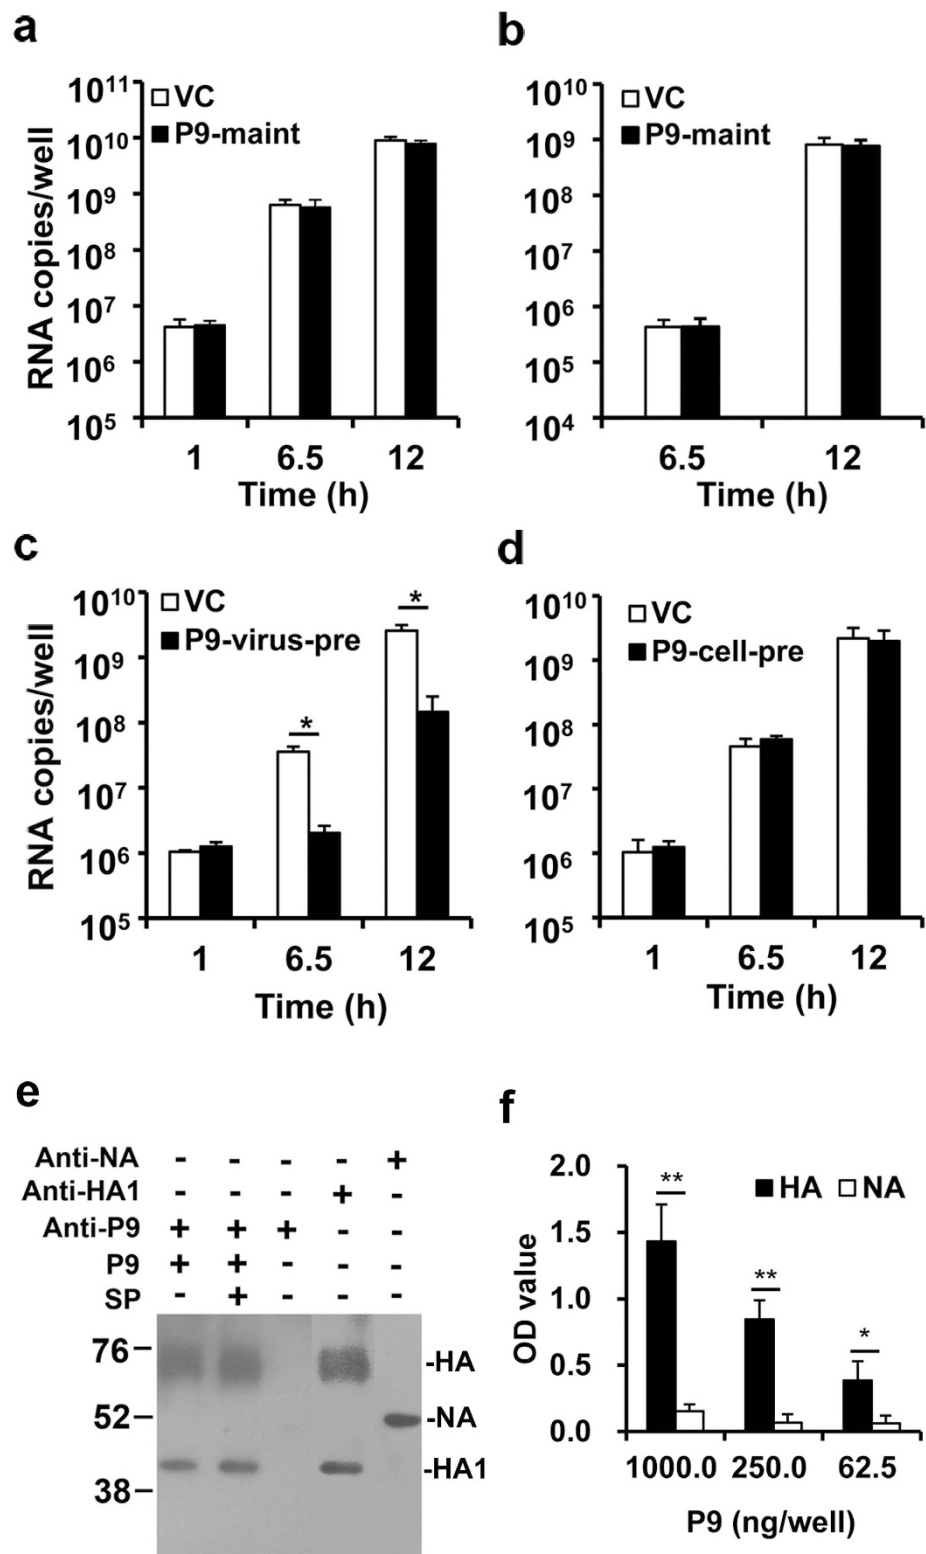 a
10¹¹
10¹⁰
10⁹
10⁸
10⁷
10⁶
10⁵
RNA copies/well
VC
P9-maint
1 6.5 12
Time (h)
b
10¹⁰
10⁹
10⁸
10⁷
10⁶
10⁵
10⁴
VC
P9-maint
6.5 12
Time (h)
c
10¹⁰
10⁹
10⁸
10⁷
10⁶
10⁵
RNA copies/well
VC
P9-virus-pre
*
*
1 6.5 12
Time (h)
d
10¹⁰
10⁹
10⁸
10⁷
10⁶
10⁵
VC
P9-cell-pre
1 6.5 12
Time (h)
e
Anti-NA - - - - +
Anti-HA1 - - - + -
Anti-P9 + + + - -
P9 + + - - -
SP - + - - -
76
52
38
-HA
-NA
-HA1
f
2.0
1.5
1.0
0.5
0.0
OD value
HA NA
**
**
*
1000.0 250.0 62.5
P9 (ng/well)